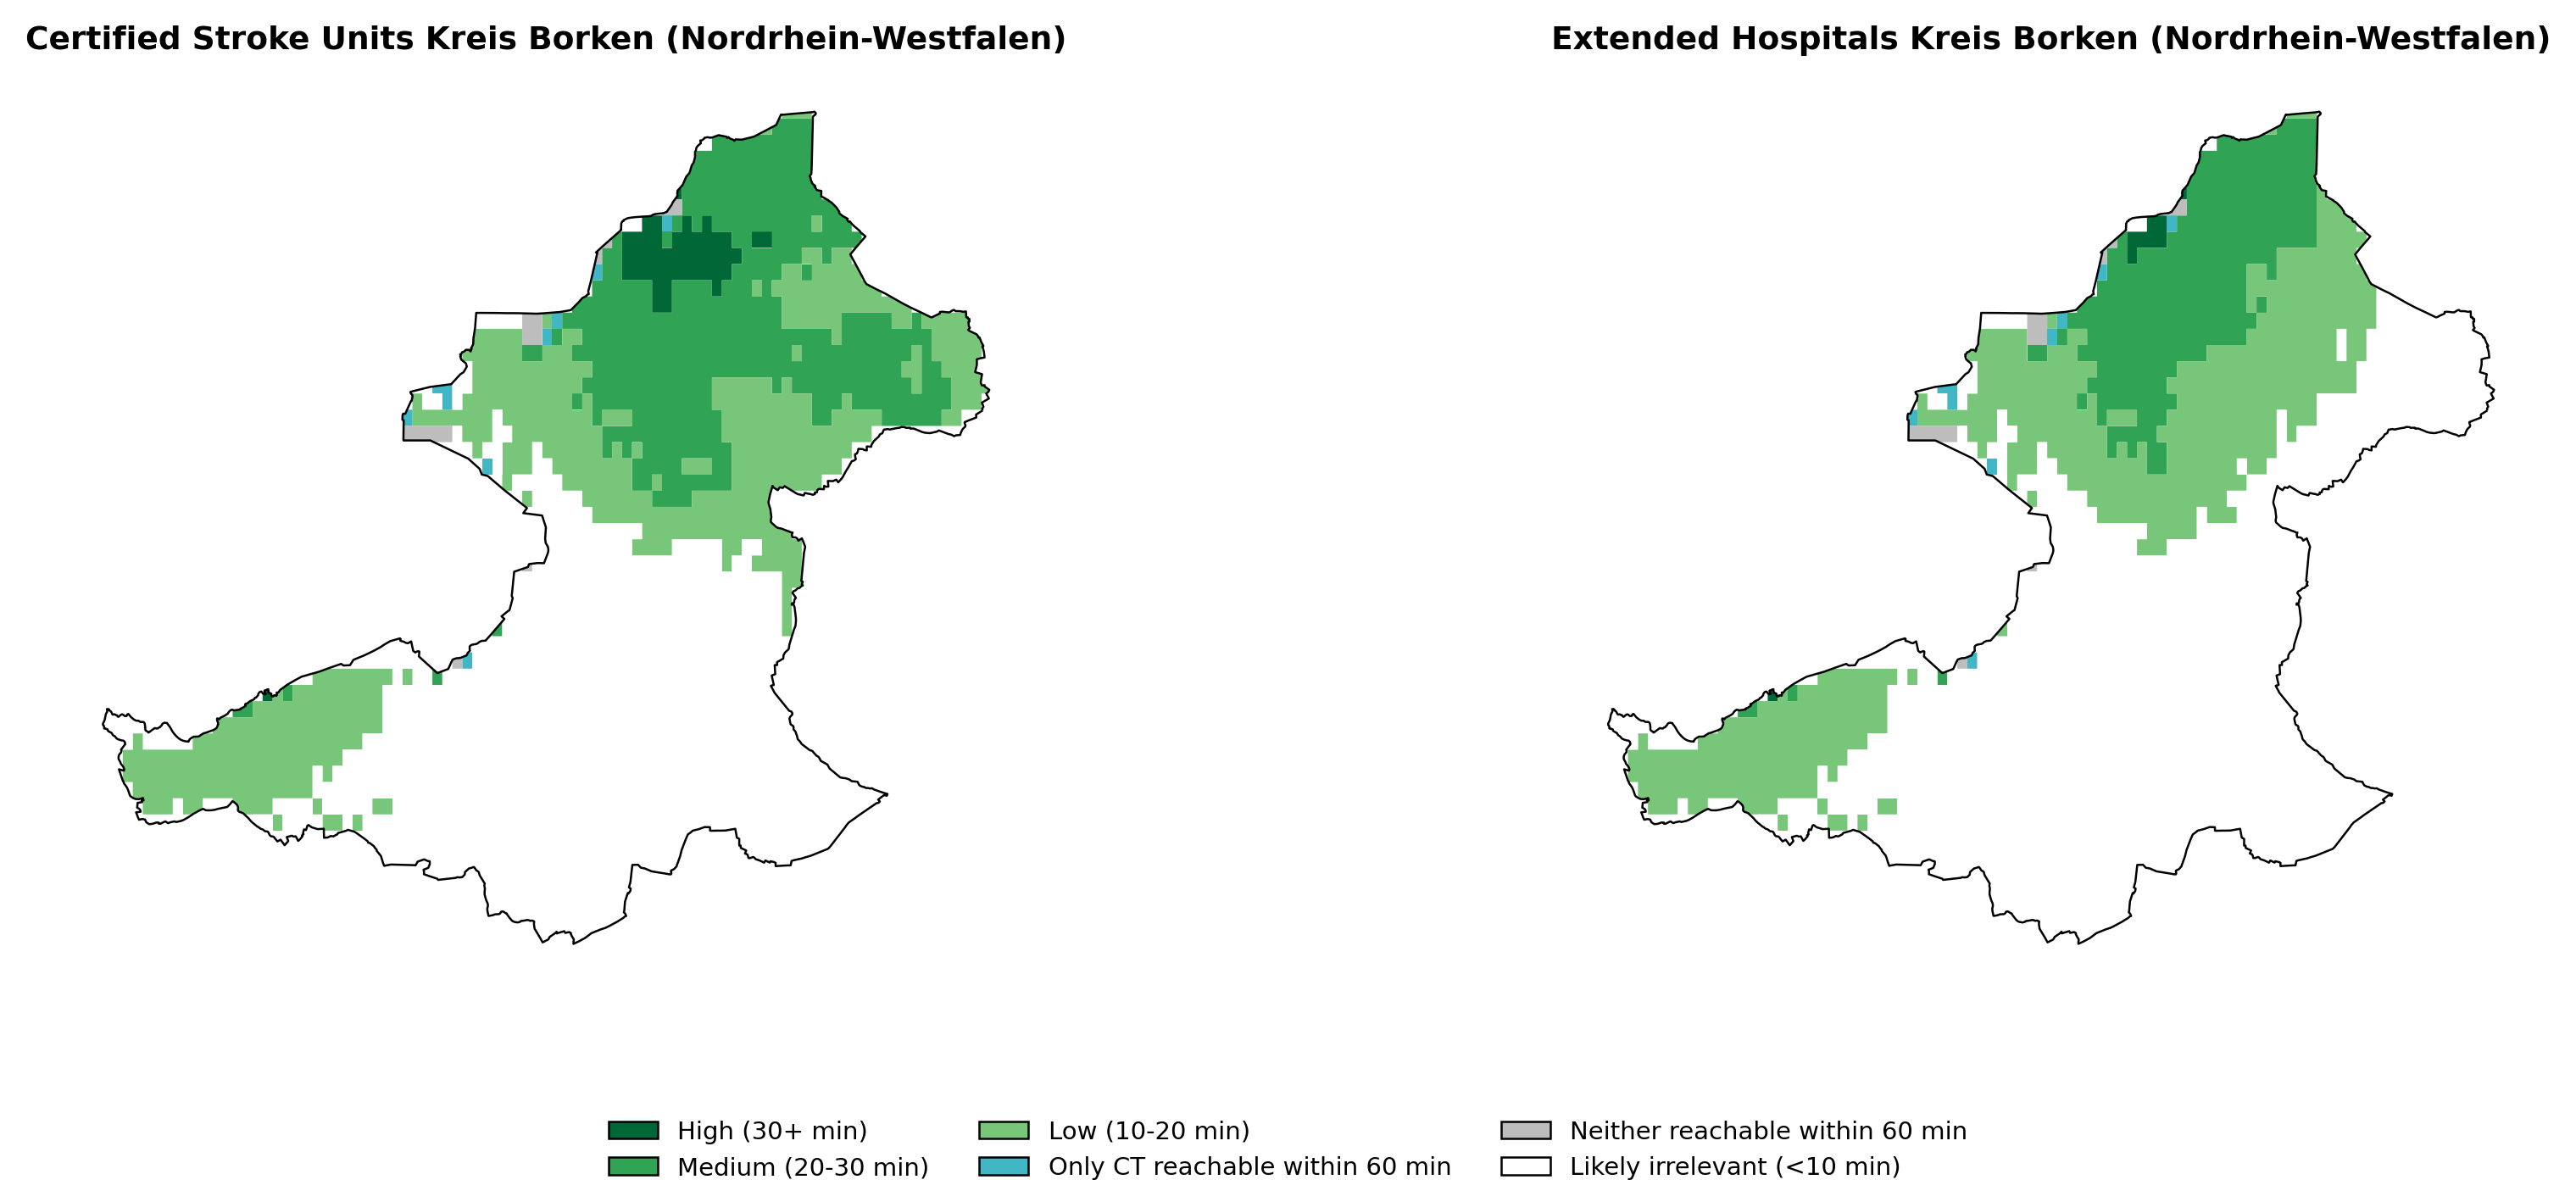 Certified Stroke Units Kreis Borken (Nordrhein-Westfalen)
Extended Hospitals Kreis Borken (Nordrhein-Westfalen)
High (30+ min)
Medium (20-30 min)
Low (10-20 min)
Only CT reachable within 60 min
Neither reachable within 60 min
Likely irrelevant (<10 min)